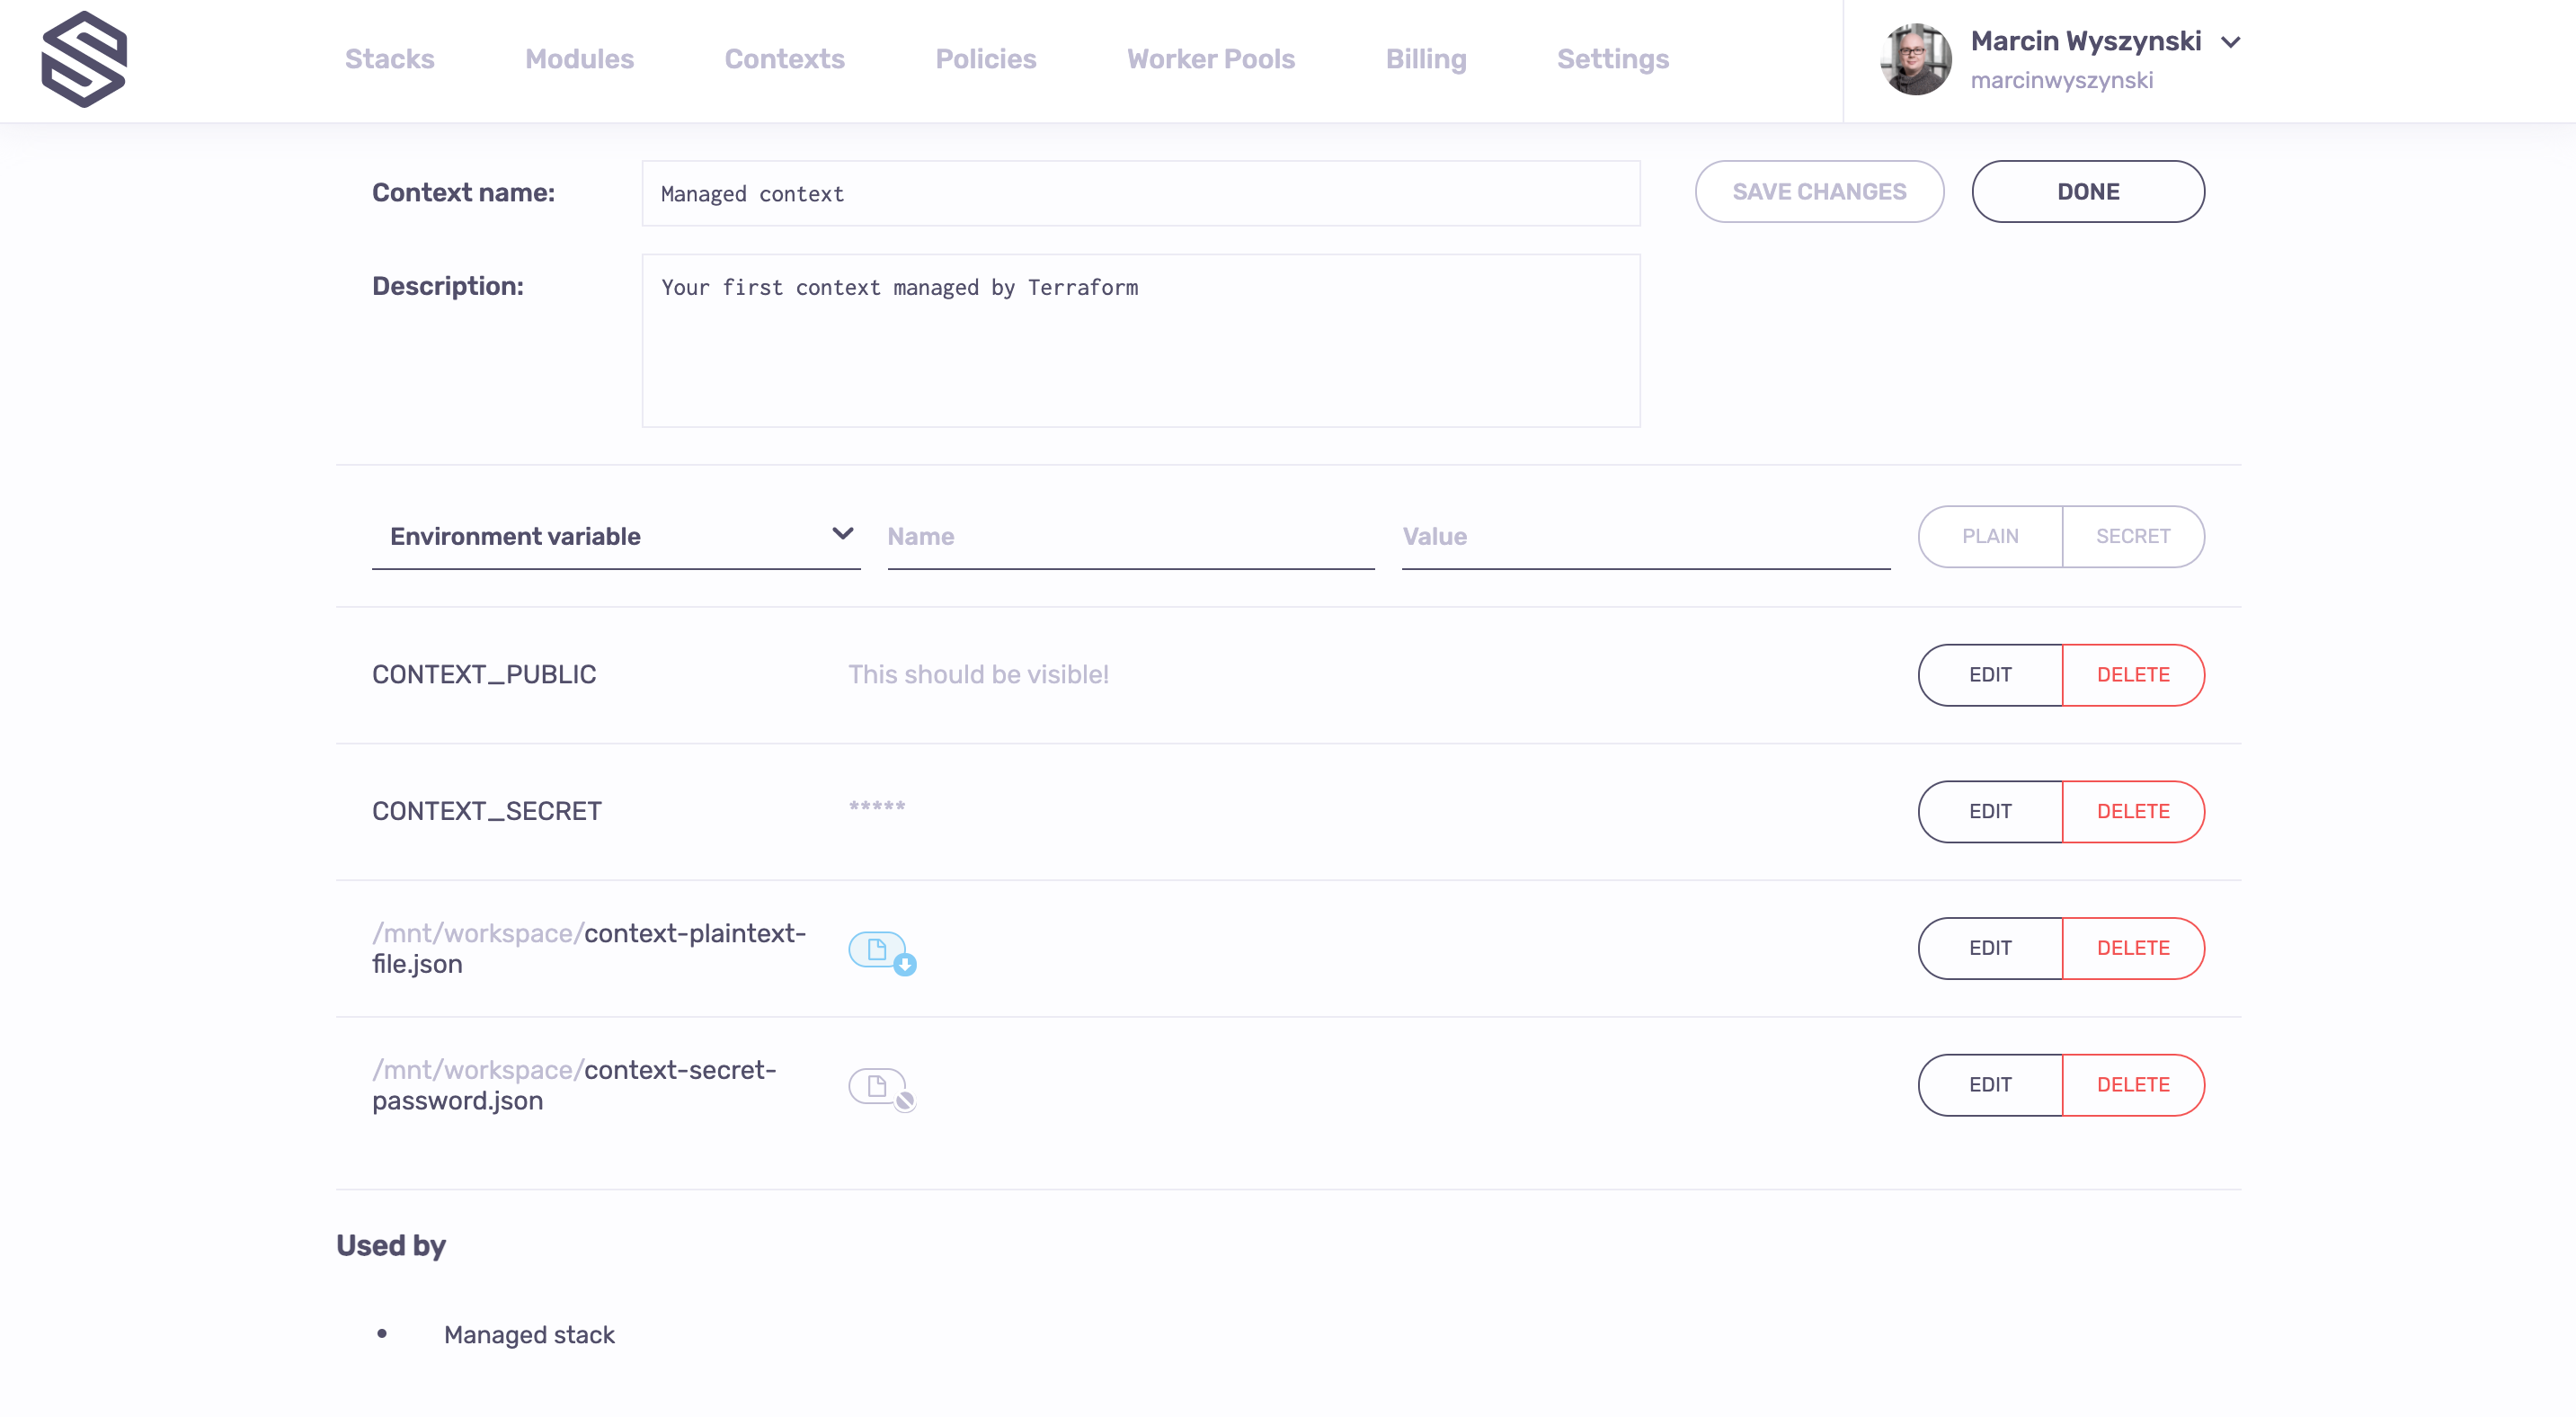 Stacks Modules Contexts Policies Worker Pools Billing Settings
Marcin Wyszynski
marcinwyszynski
Context name:
Managed context
SAVE CHANGES DONE
Description:
Your first context managed by Terraform
Environment variable Name Value PLAIN SECRET
CONTEXT_PUBLIC This should be visible! EDIT DELETE
CONTEXT_SECRET ***** EDIT DELETE
/mnt/workspace/context-plaintext-
file.json
EDIT DELETE
/mnt/workspace/context-secret-
password.json
EDIT DELETE
Used by
• Managed stack